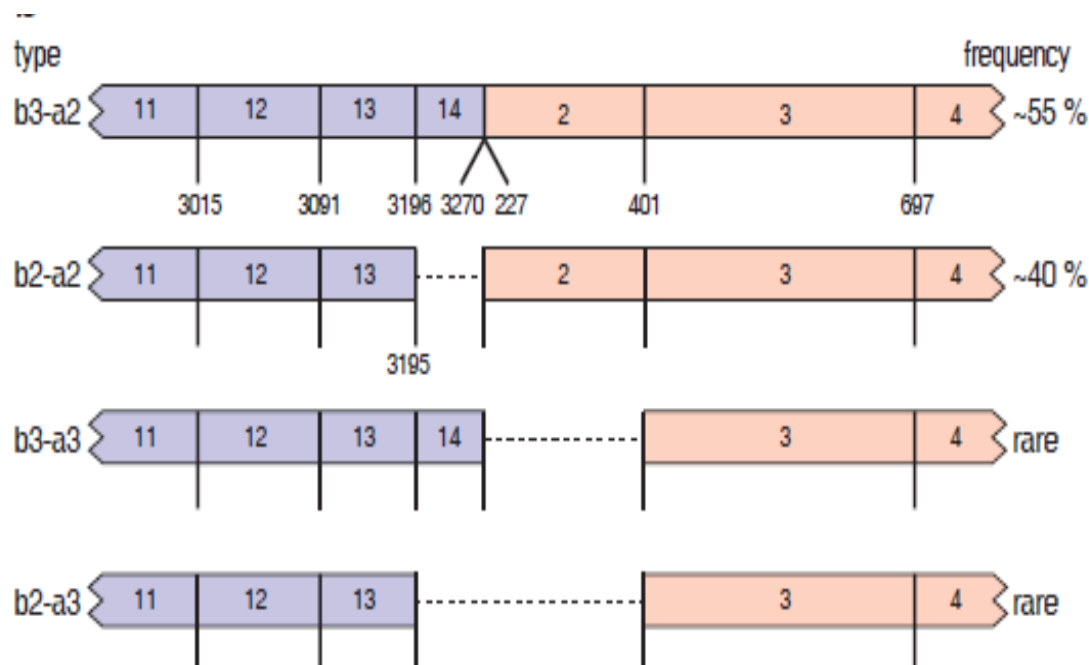 type frequency
b3-a2 11 12 13 14 2 3 4 ~55 %
3015 3091 3196 3270 227 401 697
b2-a2 11 12 13 2 3 4 ~40 %
3195
b3-a3 11 12 13 14 3 4 rare
b2-a3 11 12 13 3 4 rare